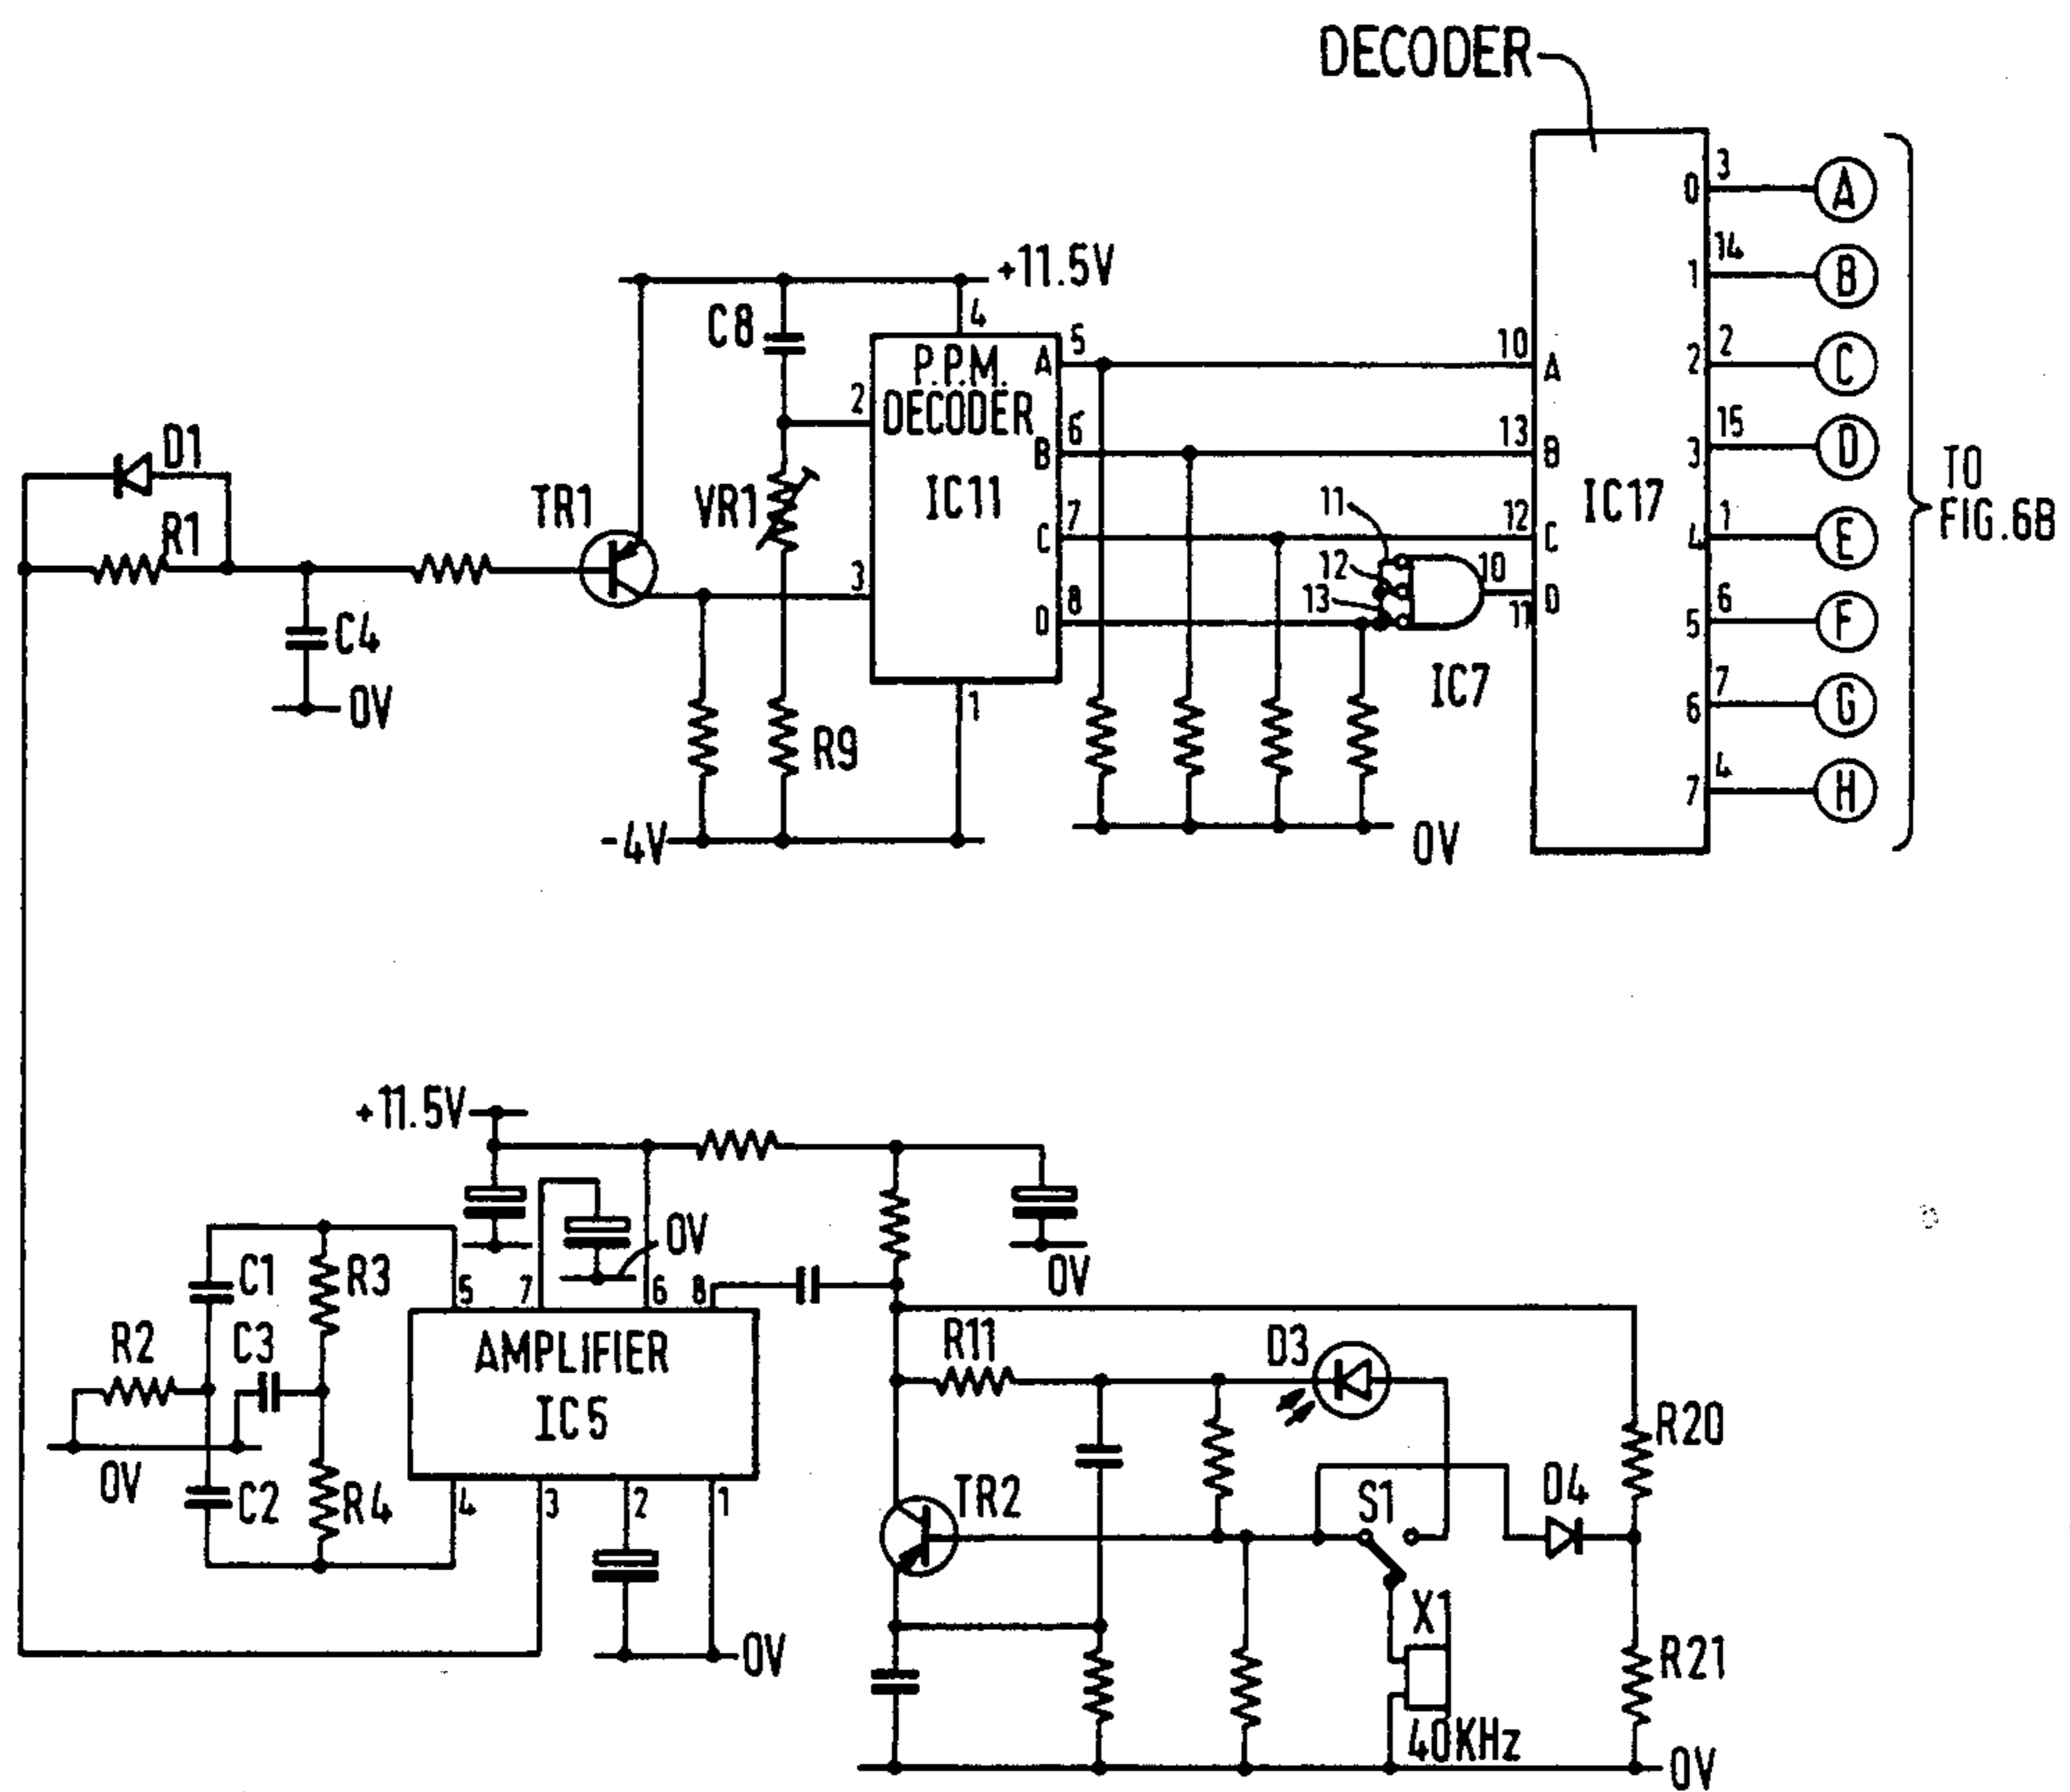 DECODER
0 3 A
1 14 B
2 2 C
3 15 D
4 1 E
5 6 F
6 7 G
7 4 H
TO
FIG.6B
+11.5V
C8
4
P.P.M.
DECODER
IC11
2
3
1
A 5
B 6
C 7
D 8
10 A
13 B
12 C
11 D
IC17
11
12
13
10
IC7
D1
R1
C4
0V
TR1
VR1
R9
-4V
0V
+11.5V
0V
0V
C1
R3
R2
C3
0V
C2
R4
5
7
6
8
AMPLIFIER
IC5
4
3
2
1
0V
R11
D3
R20
TR2
S1
D4
X1
40KHz
R21
0V